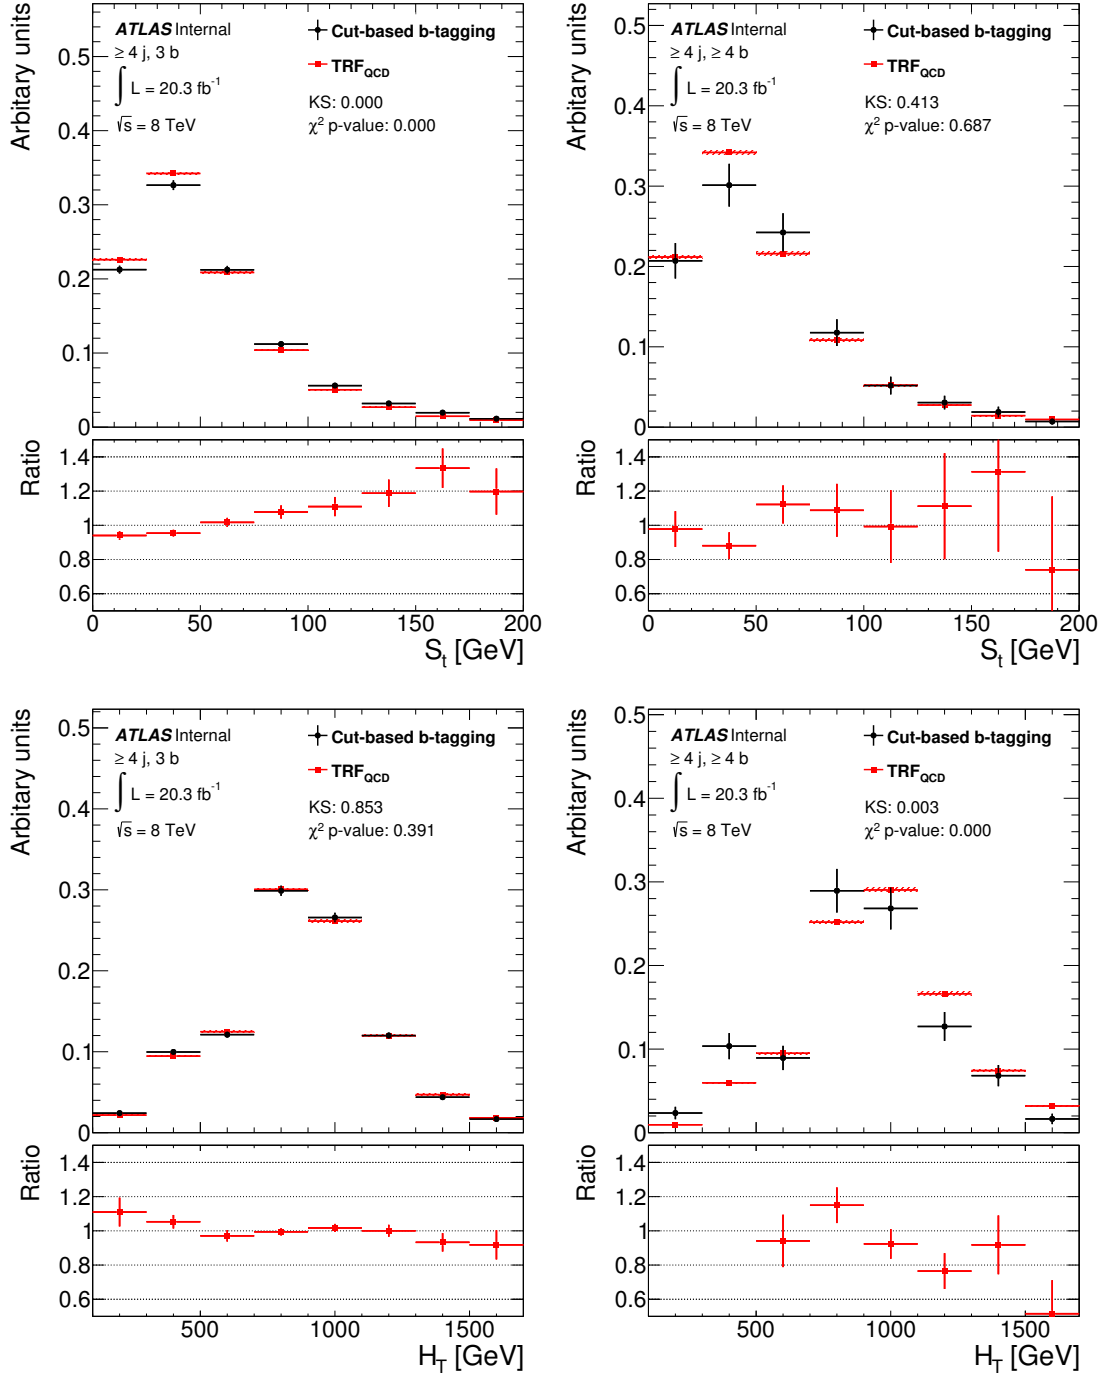 Arbitary units
0.5
0.4
0.3
0.2
0.1
0
ATLAS Internal
≥ 4 j, 3 b
∫ L = 20.3 fb⁻¹
√s = 8 TeV
Cut-based b-tagging
TRF_QCD
KS: 0.000
χ² p-value: 0.000
Ratio
1.4
1.2
1
0.8
0.6
0 50 100 150 200
S_t [GeV]
Arbitary units
0.5
0.4
0.3
0.2
0.1
0
ATLAS Internal
≥ 4 j, ≥ 4 b
∫ L = 20.3 fb⁻¹
√s = 8 TeV
Cut-based b-tagging
TRF_QCD
KS: 0.413
χ² p-value: 0.687
Ratio
1.4
1.2
1
0.8
0.6
0 50 100 150 200
S_t [GeV]
Arbitary units
0.5
0.4
0.3
0.2
0.1
0
ATLAS Internal
≥ 4 j, 3 b
∫ L = 20.3 fb⁻¹
√s = 8 TeV
Cut-based b-tagging
TRF_QCD
KS: 0.853
χ² p-value: 0.391
Ratio
1.4
1.2
1
0.8
0.6
500 1000 1500
H_T [GeV]
Arbitary units
0.5
0.4
0.3
0.2
0.1
0
ATLAS Internal
≥ 4 j, ≥ 4 b
∫ L = 20.3 fb⁻¹
√s = 8 TeV
Cut-based b-tagging
TRF_QCD
KS: 0.003
χ² p-value: 0.000
Ratio
1.4
1.2
1
0.8
0.6
500 1000 1500
H_T [GeV]